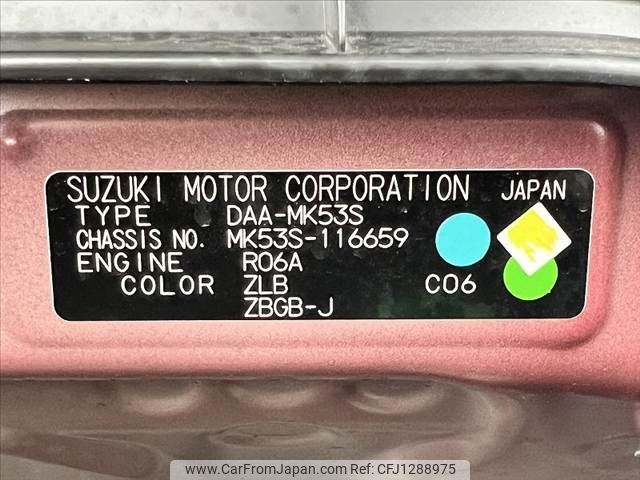 SUZUKI MOTOR CORPORATION JAPAN
TYPE DAA-MK53S
CHASSIS NO. MK53S-116659
ENGINE R06A
COLOR ZLB C06
ZBGB-J
www.CarFromJapan.com - CFJ1288975